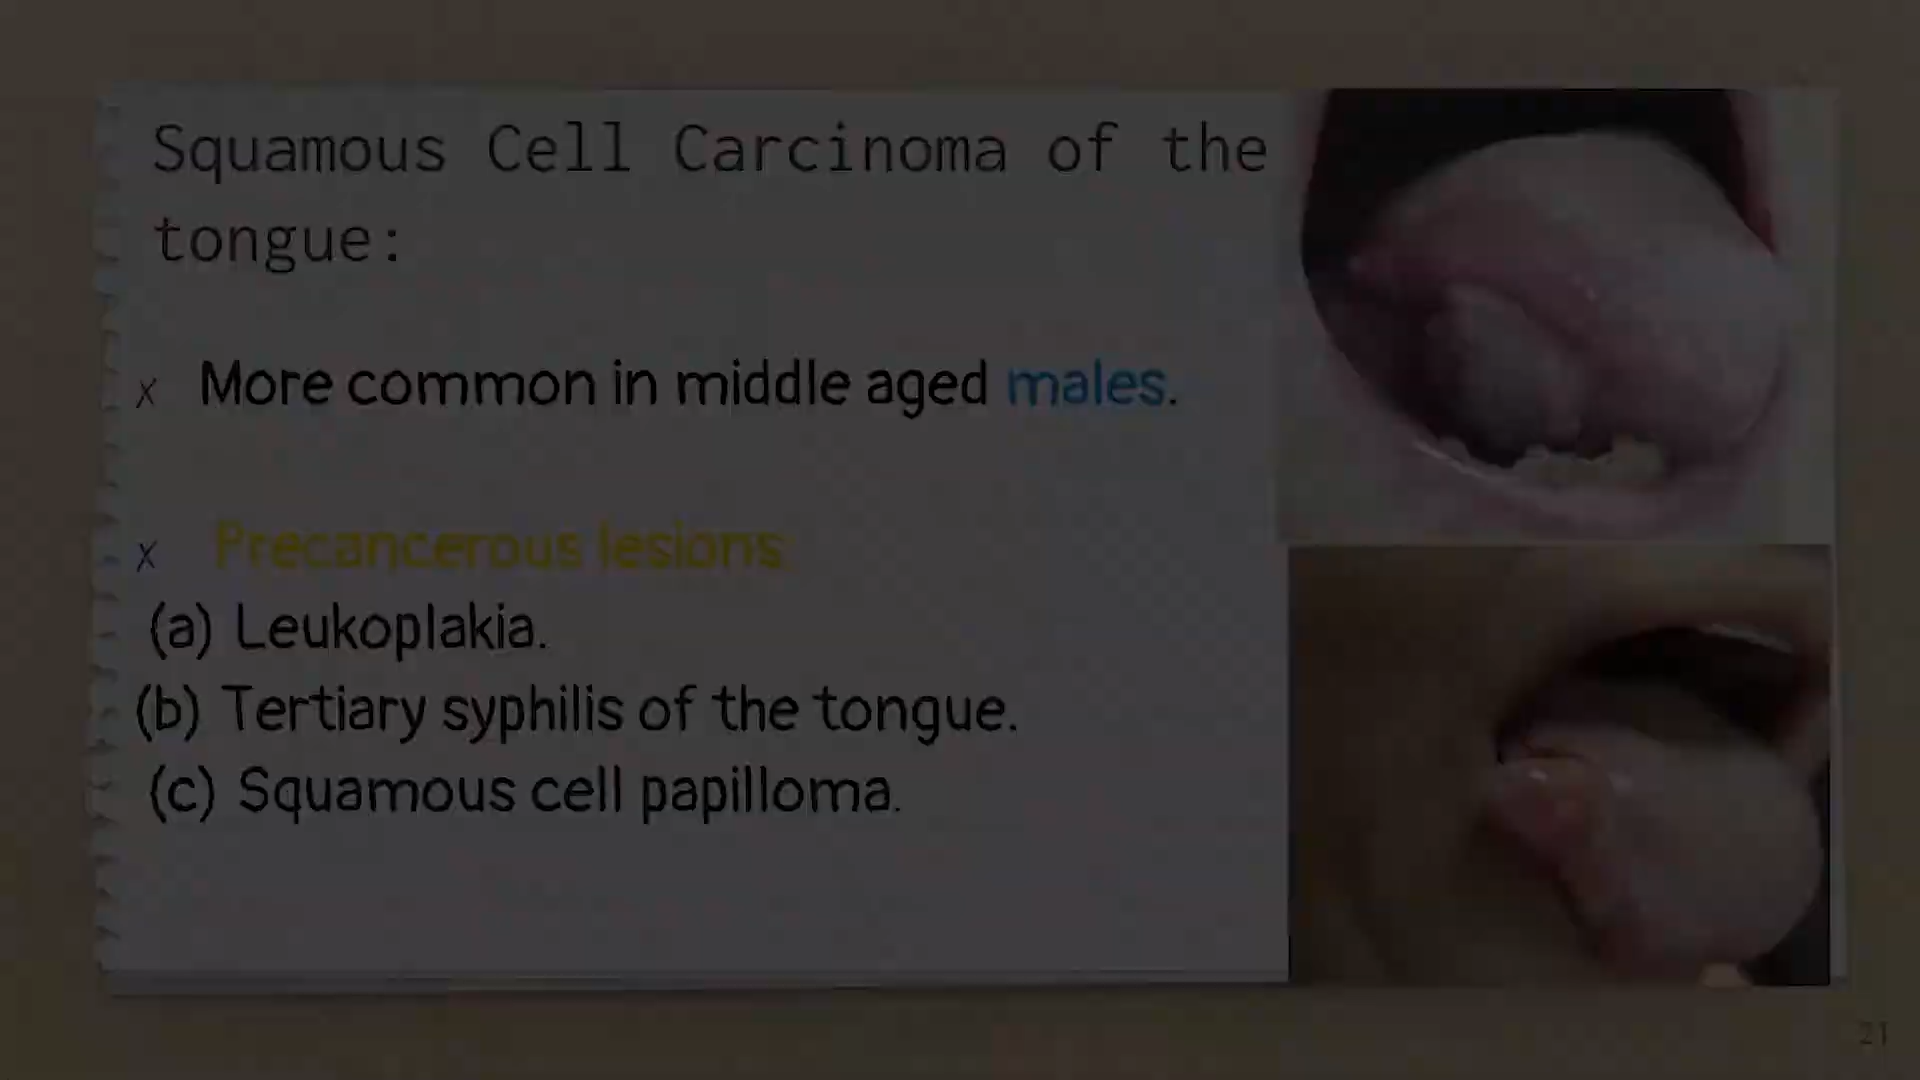 Squamous Cell Carcinoma of the
tongue:
x More common in middle aged males.
x Precancerous lesions
(a) Leukoplakia.
(b) Tertiary syphilis of the tongue.
(c) Squamous cell papilloma.
21